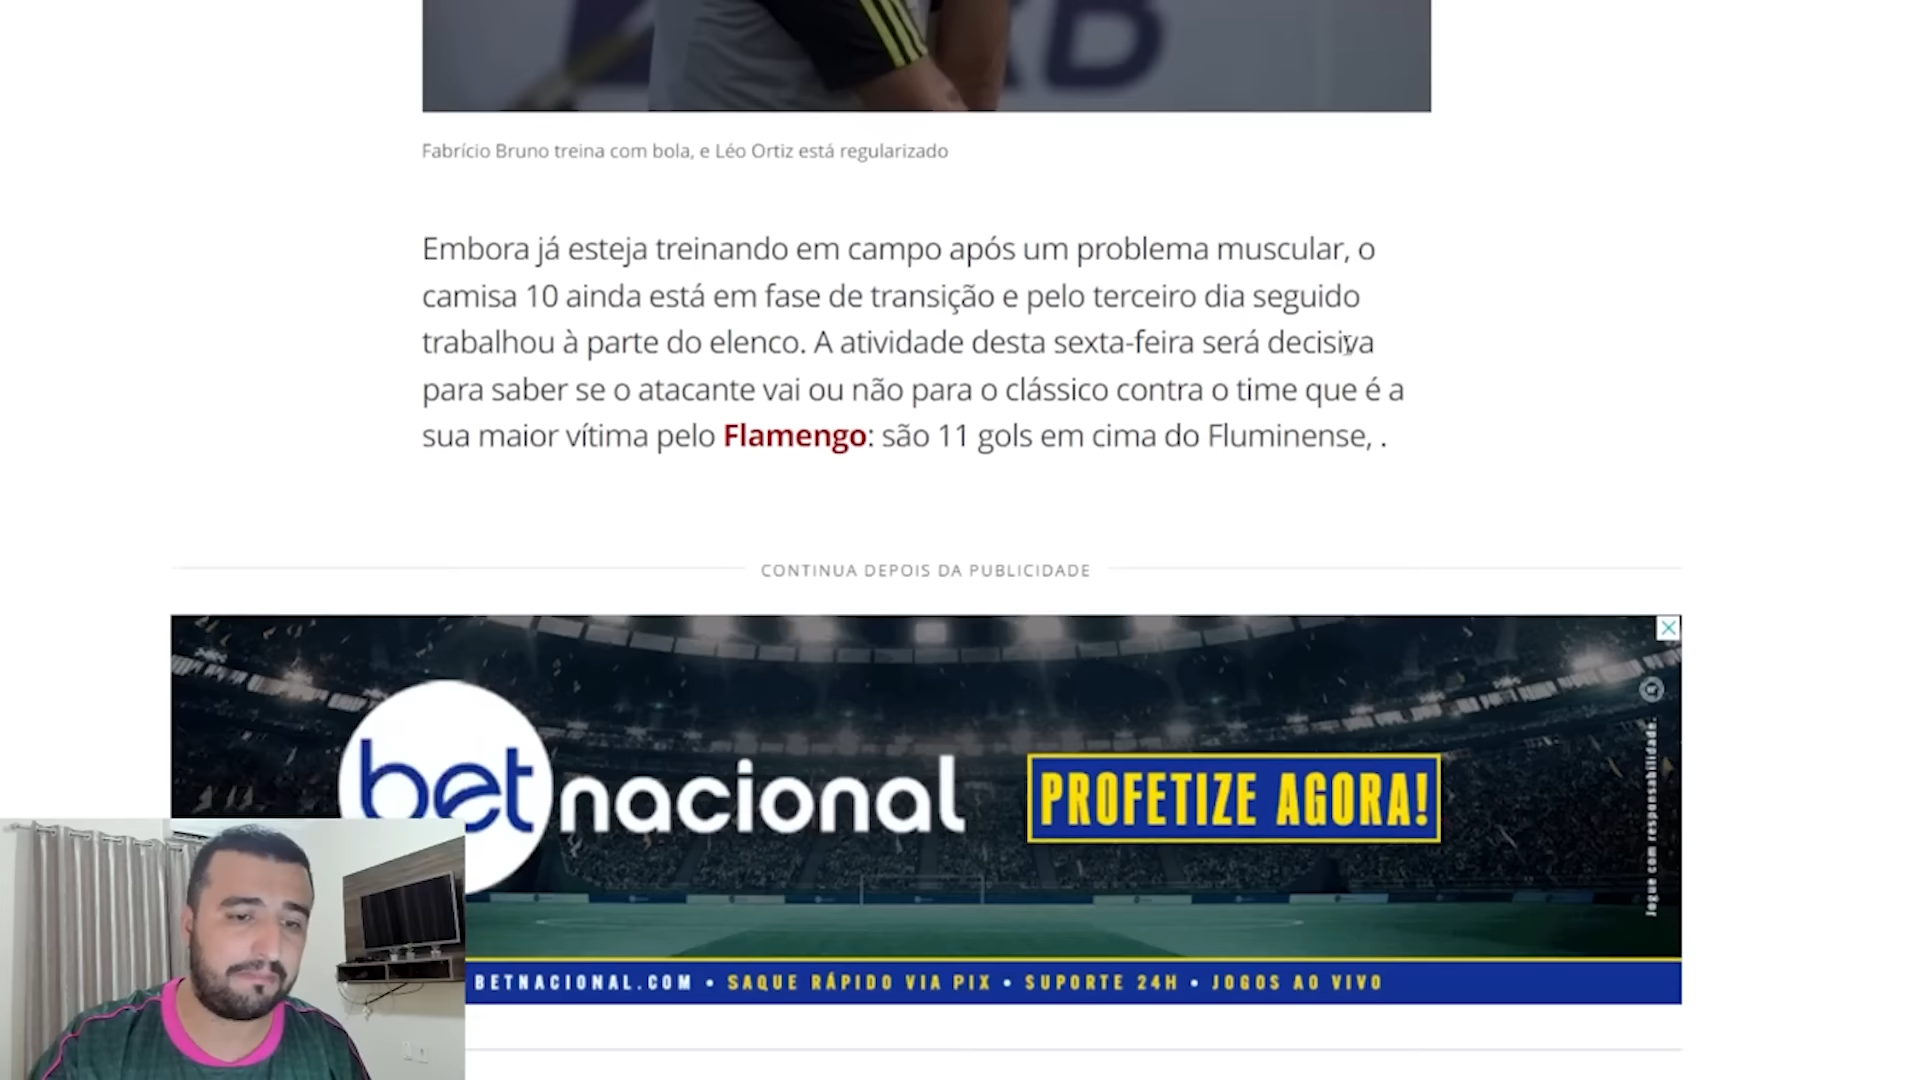 RB
Fabrício Bruno treina com bola, e Léo Ortiz está regularizado
Embora já esteja treinando em campo após um problema muscular, o
camisa 10 ainda está em fase de transição e pelo terceiro dia seguido
trabalhou à parte do elenco. A atividade desta sexta-feira será decisiva
para saber se o atacante vai ou não para o clássico contra o time que é a
sua maior vítima pelo Flamengo: são 11 gols em cima do Fluminense, .
CONTINUA DEPOIS DA PUBLICIDADE
betnacional
PROFETIZE AGORA!
Jogue com responsabilidade.
BETNACIONAL.COM • SAQUE RÁPIDO VIA PIX • SUPORTE 24H • JOGOS AO VIVO